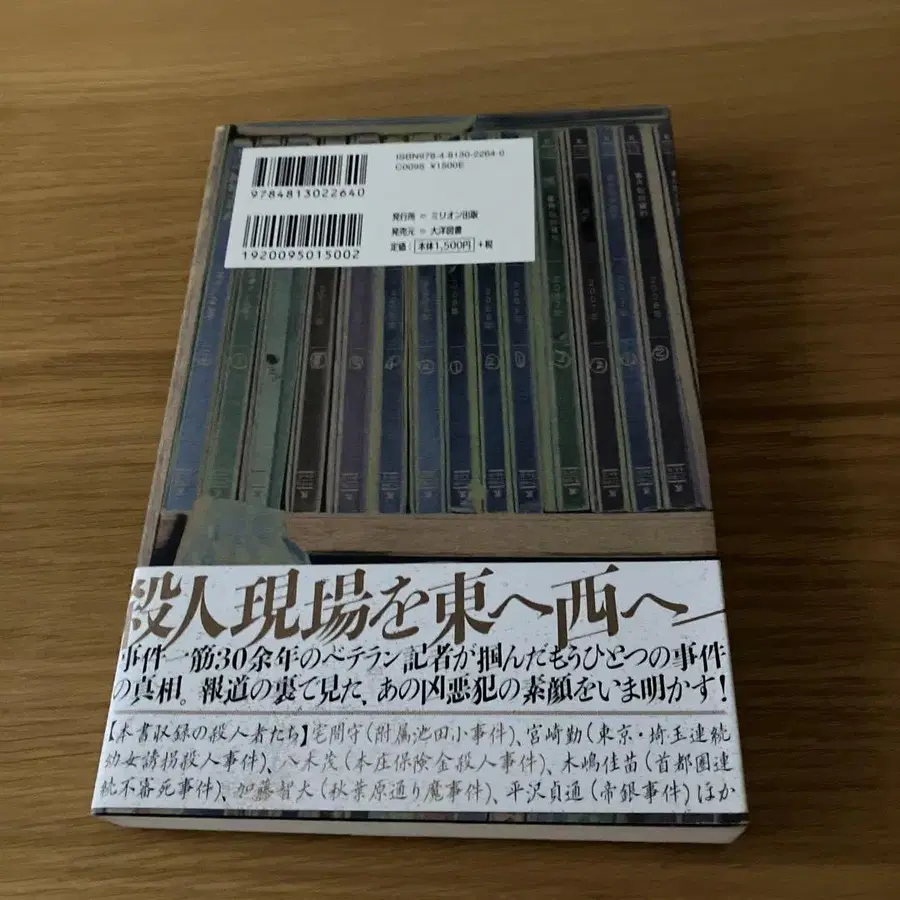 ISBN978-4-8130-2264-0
C0095 ¥1500E
9784813022640
発行所 = ミリオン出版
発売元 = 大洋図書
定価: 本体1,500円 +税
1920095015002
殺人現場を東へ西へ
事件一筋30余年のベテラン記者が掴んだもうひとつの事件
の真相。報道の裏で見た、あの凶悪犯の素顔をいま明かす!
【本書収録の殺人者たち】宅間守(附属池田小事件)、宮崎勤(東京・埼玉連続
幼女誘拐殺人事件)、八木茂(本庄保険金殺人事件)、木嶋佳苗(首都圏連
続不審死事件)、加藤智大(秋葉原通り魔事件)、平沢貞通(帝銀事件)ほか